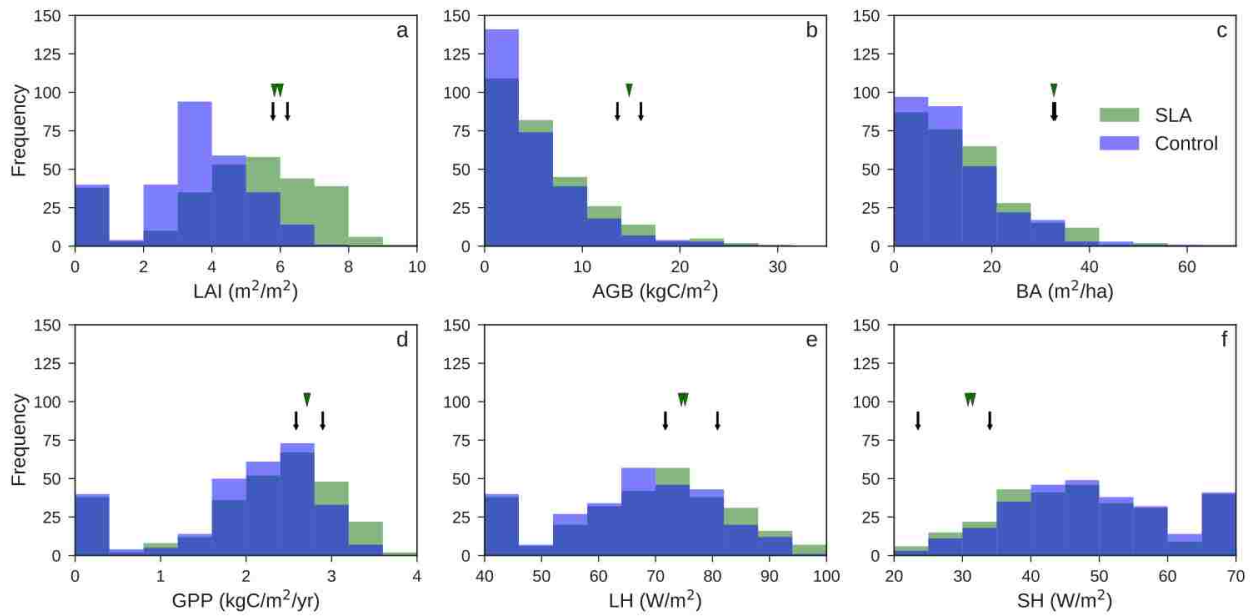 150
125
100
75
50
25
0
Frequency
a
0 2 4 6 8 10
LAI (m²/m²)
150
125
100
75
50
25
0
b
0 10 20 30
AGB (kgC/m²)
150
125
100
75
50
25
0
c
SLA
Control
0 20 40 60
BA (m²/ha)
150
125
100
75
50
25
0
Frequency
d
0 1 2 3 4
GPP (kgC/m²/yr)
150
125
100
75
50
25
0
e
40 50 60 70 80 90 100
LH (W/m²)
150
125
100
75
50
25
0
f
20 30 40 50 60 70
SH (W/m²)